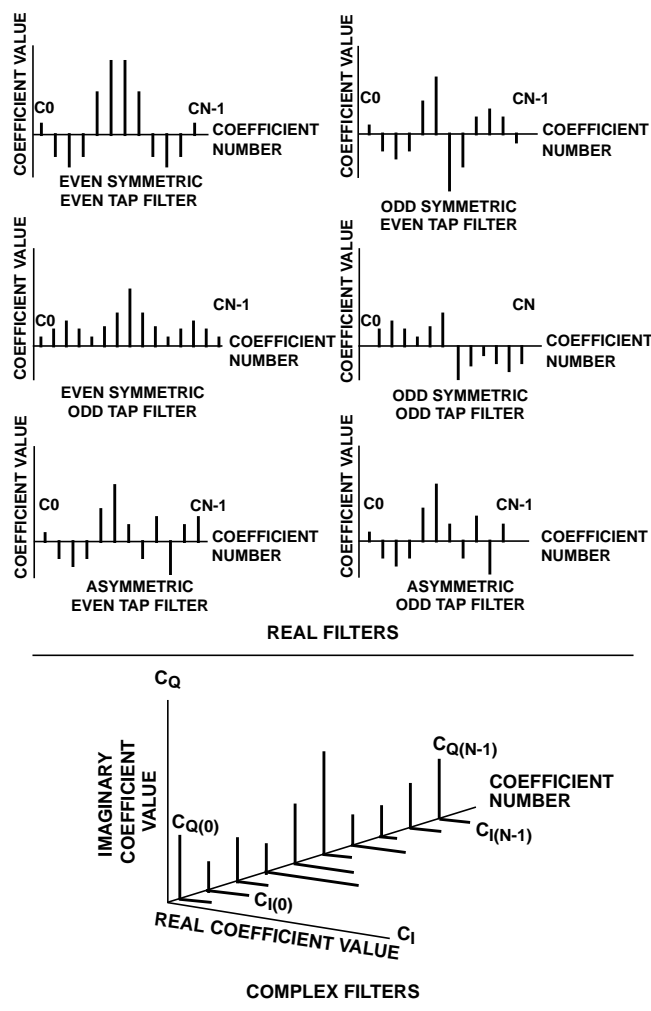 COEFFICIENT VALUE
C0
CN-1
COEFFICIENT
NUMBER
EVEN SYMMETRIC
EVEN TAP FILTER
COEFFICIENT VALUE
C0
CN-1
COEFFICIENT
NUMBER
ODD SYMMETRIC
EVEN TAP FILTER
COEFFICIENT VALUE
C0
CN-1
COEFFICIENT
NUMBER
EVEN SYMMETRIC
ODD TAP FILTER
COEFFICIENT VALUE
C0
CN
COEFFICIENT
NUMBER
ODD SYMMETRIC
ODD TAP FILTER
COEFFICIENT VALUE
C0
CN-1
COEFFICIENT
NUMBER
ASYMMETRIC
EVEN TAP FILTER
COEFFICIENT VALUE
C0
CN-1
COEFFICIENT
NUMBER
ASYMMETRIC
ODD TAP FILTER
REAL FILTERS
CQ
IMAGINARY
COEFFICIENT
VALUE
CQ(0)
CQ(N-1)
COEFFICIENT
NUMBER
CI(N-1)
CI(0)
REAL COEFFICIENT VALUE
CI
COMPLEX FILTERS